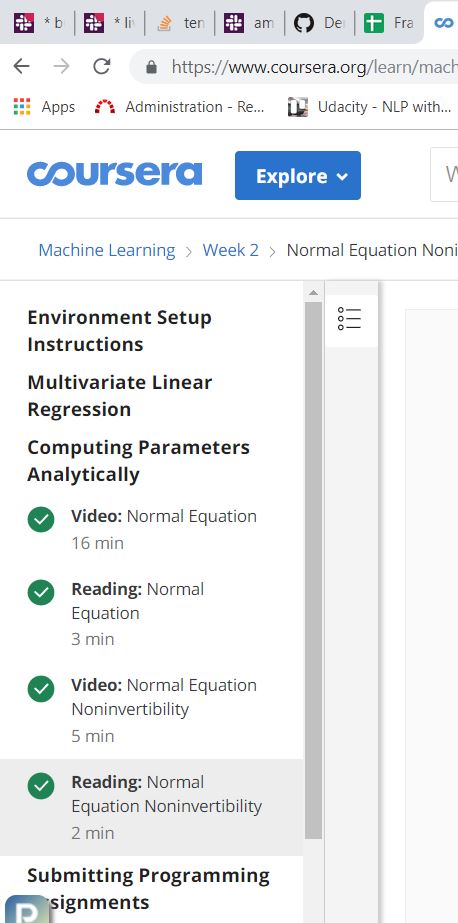 * b
* li
ten
am
De
Fra
https://www.coursera.org/learn/mach
Apps
Administration - Re...
Udacity - NLP with...
coursera
Explore
W
Machine Learning > Week 2 > Normal Equation Noni
Environment Setup
Instructions
Multivariate Linear
Regression
Computing Parameters
Analytically
Video: Normal Equation
16 min
Reading: Normal
Equation
3 min
Video: Normal Equation
Noninvertibility
5 min
Reading: Normal
Equation Noninvertibility
2 min
Submitting Programming
signments